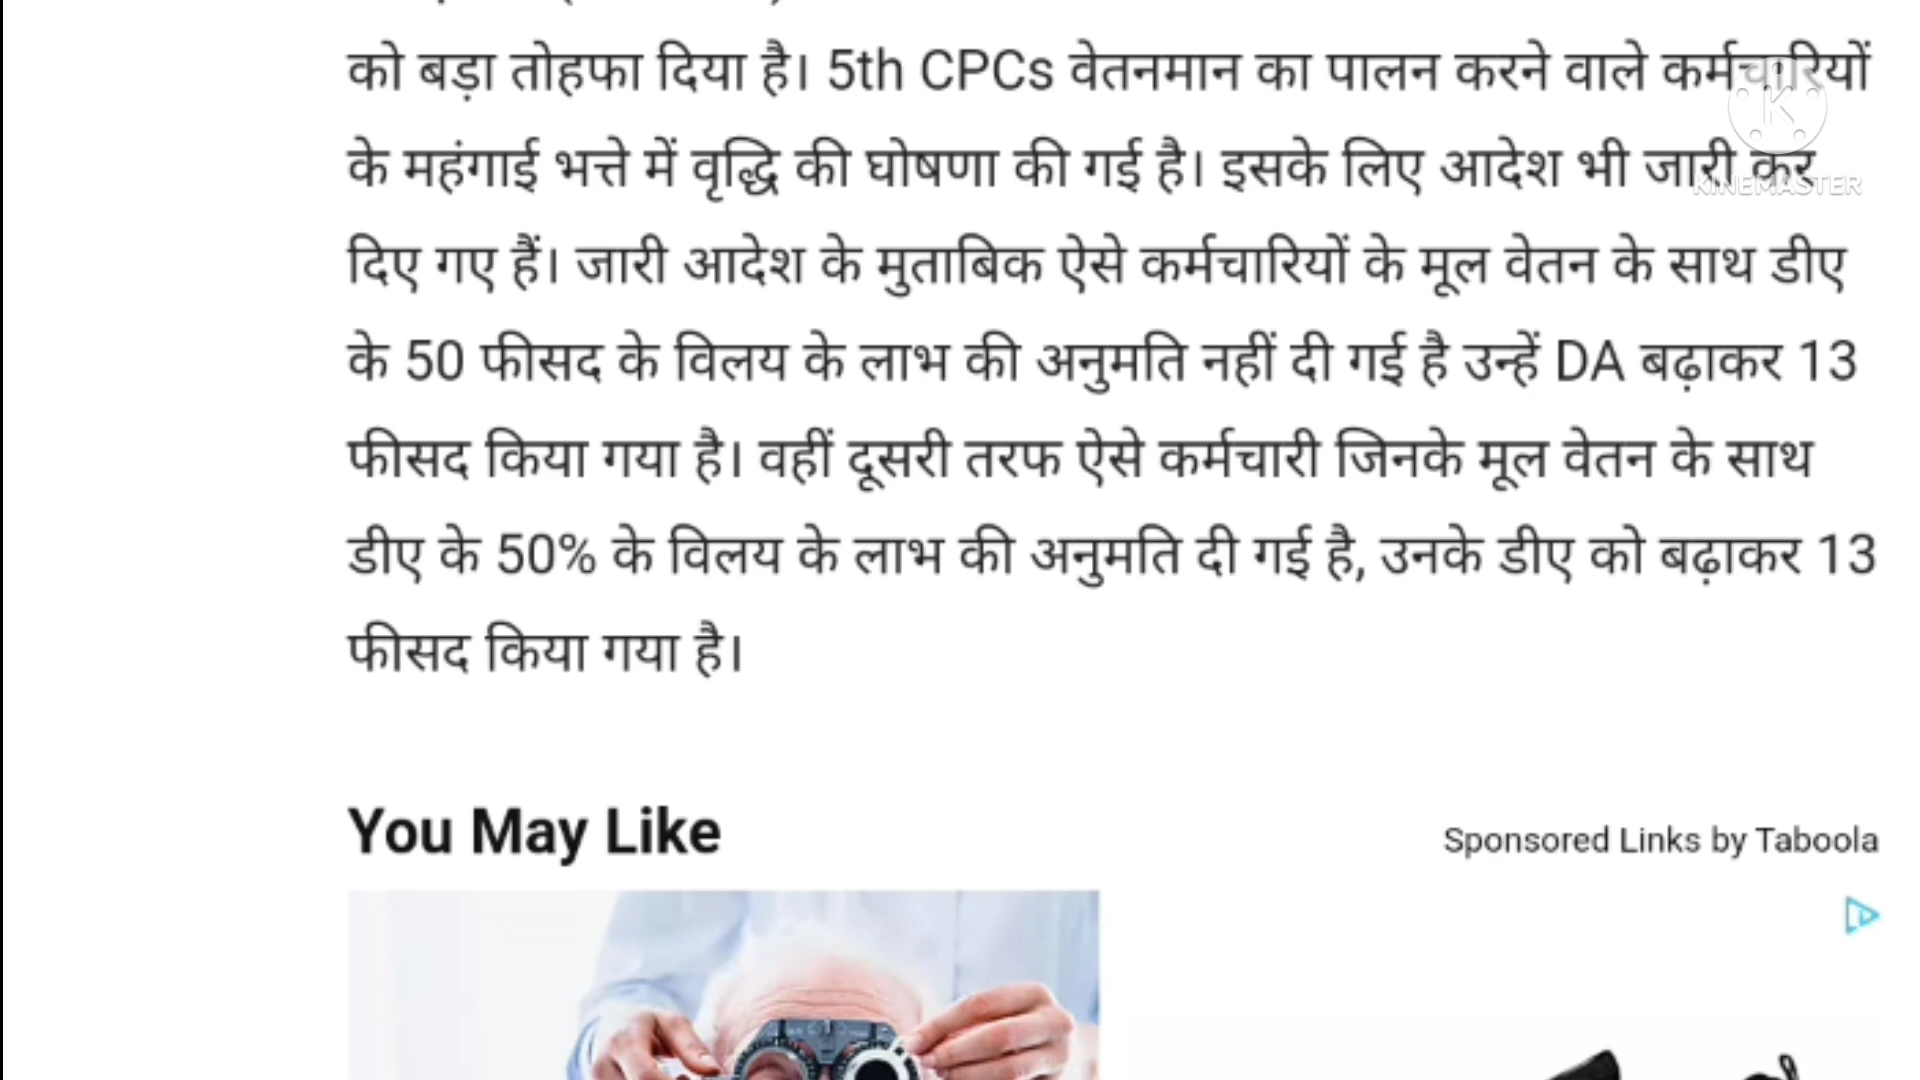 को बड़ा तोहफा दिया है। 5th CPCs वेतनमान का पालन करने वाले कर्मचारियों
के महंगाई भत्ते में वृद्धि की घोषणा की गई है। इसके लिए आदेश भी जारी कर
KINEMASTER
दिए गए हैं। जारी आदेश के मुताबिक ऐसे कर्मचारियों के मूल वेतन के साथ डीए
के 50 फीसद के विलय के लाभ की अनुमति नहीं दी गई है उन्हें DA बढ़ाकर 13
फीसद किया गया है। वहीं दूसरी तरफ ऐसे कर्मचारी जिनके मूल वेतन के साथ
डीए के 50% के विलय के लाभ की अनुमति दी गई है, उनके डीए को बढ़ाकर 13
फीसद किया गया है।
You May Like
Sponsored Links by Taboola